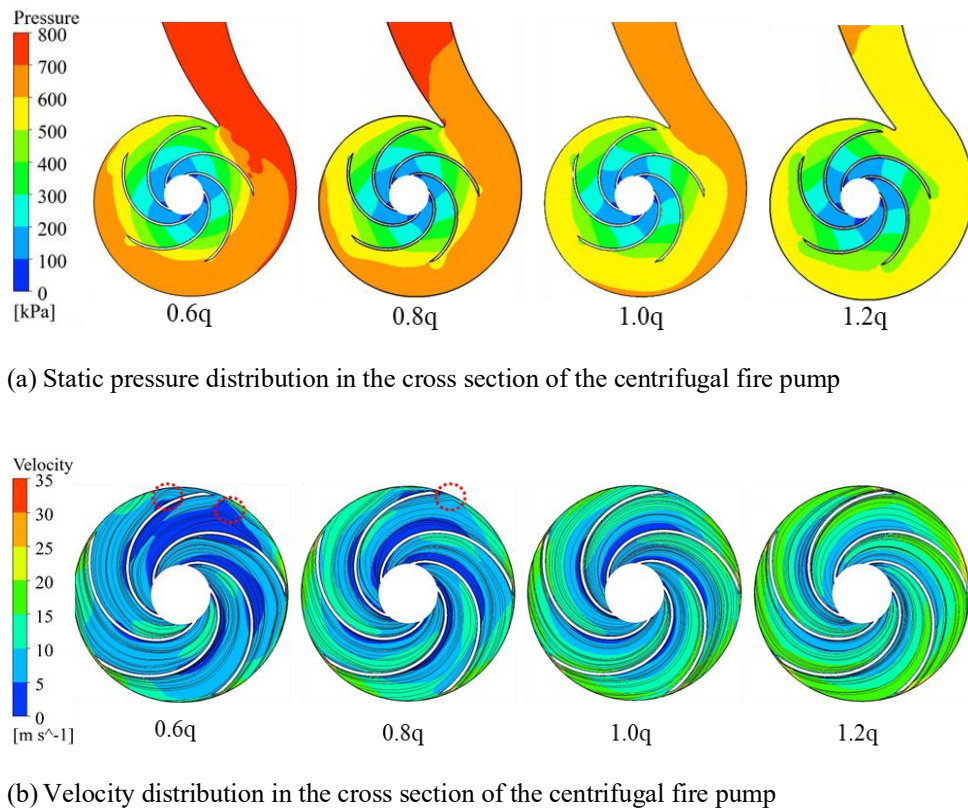 Pressure
800
700
600
500
400
300
200
100
0
[kPa]
0.6q
0.8q
1.0q
1.2q
(a) Static pressure distribution in the cross section of the centrifugal fire pump
Velocity
35
30
25
20
15
10
5
0
[m s^-1]
0.6q
0.8q
1.0q
1.2q
(b) Velocity distribution in the cross section of the centrifugal fire pump